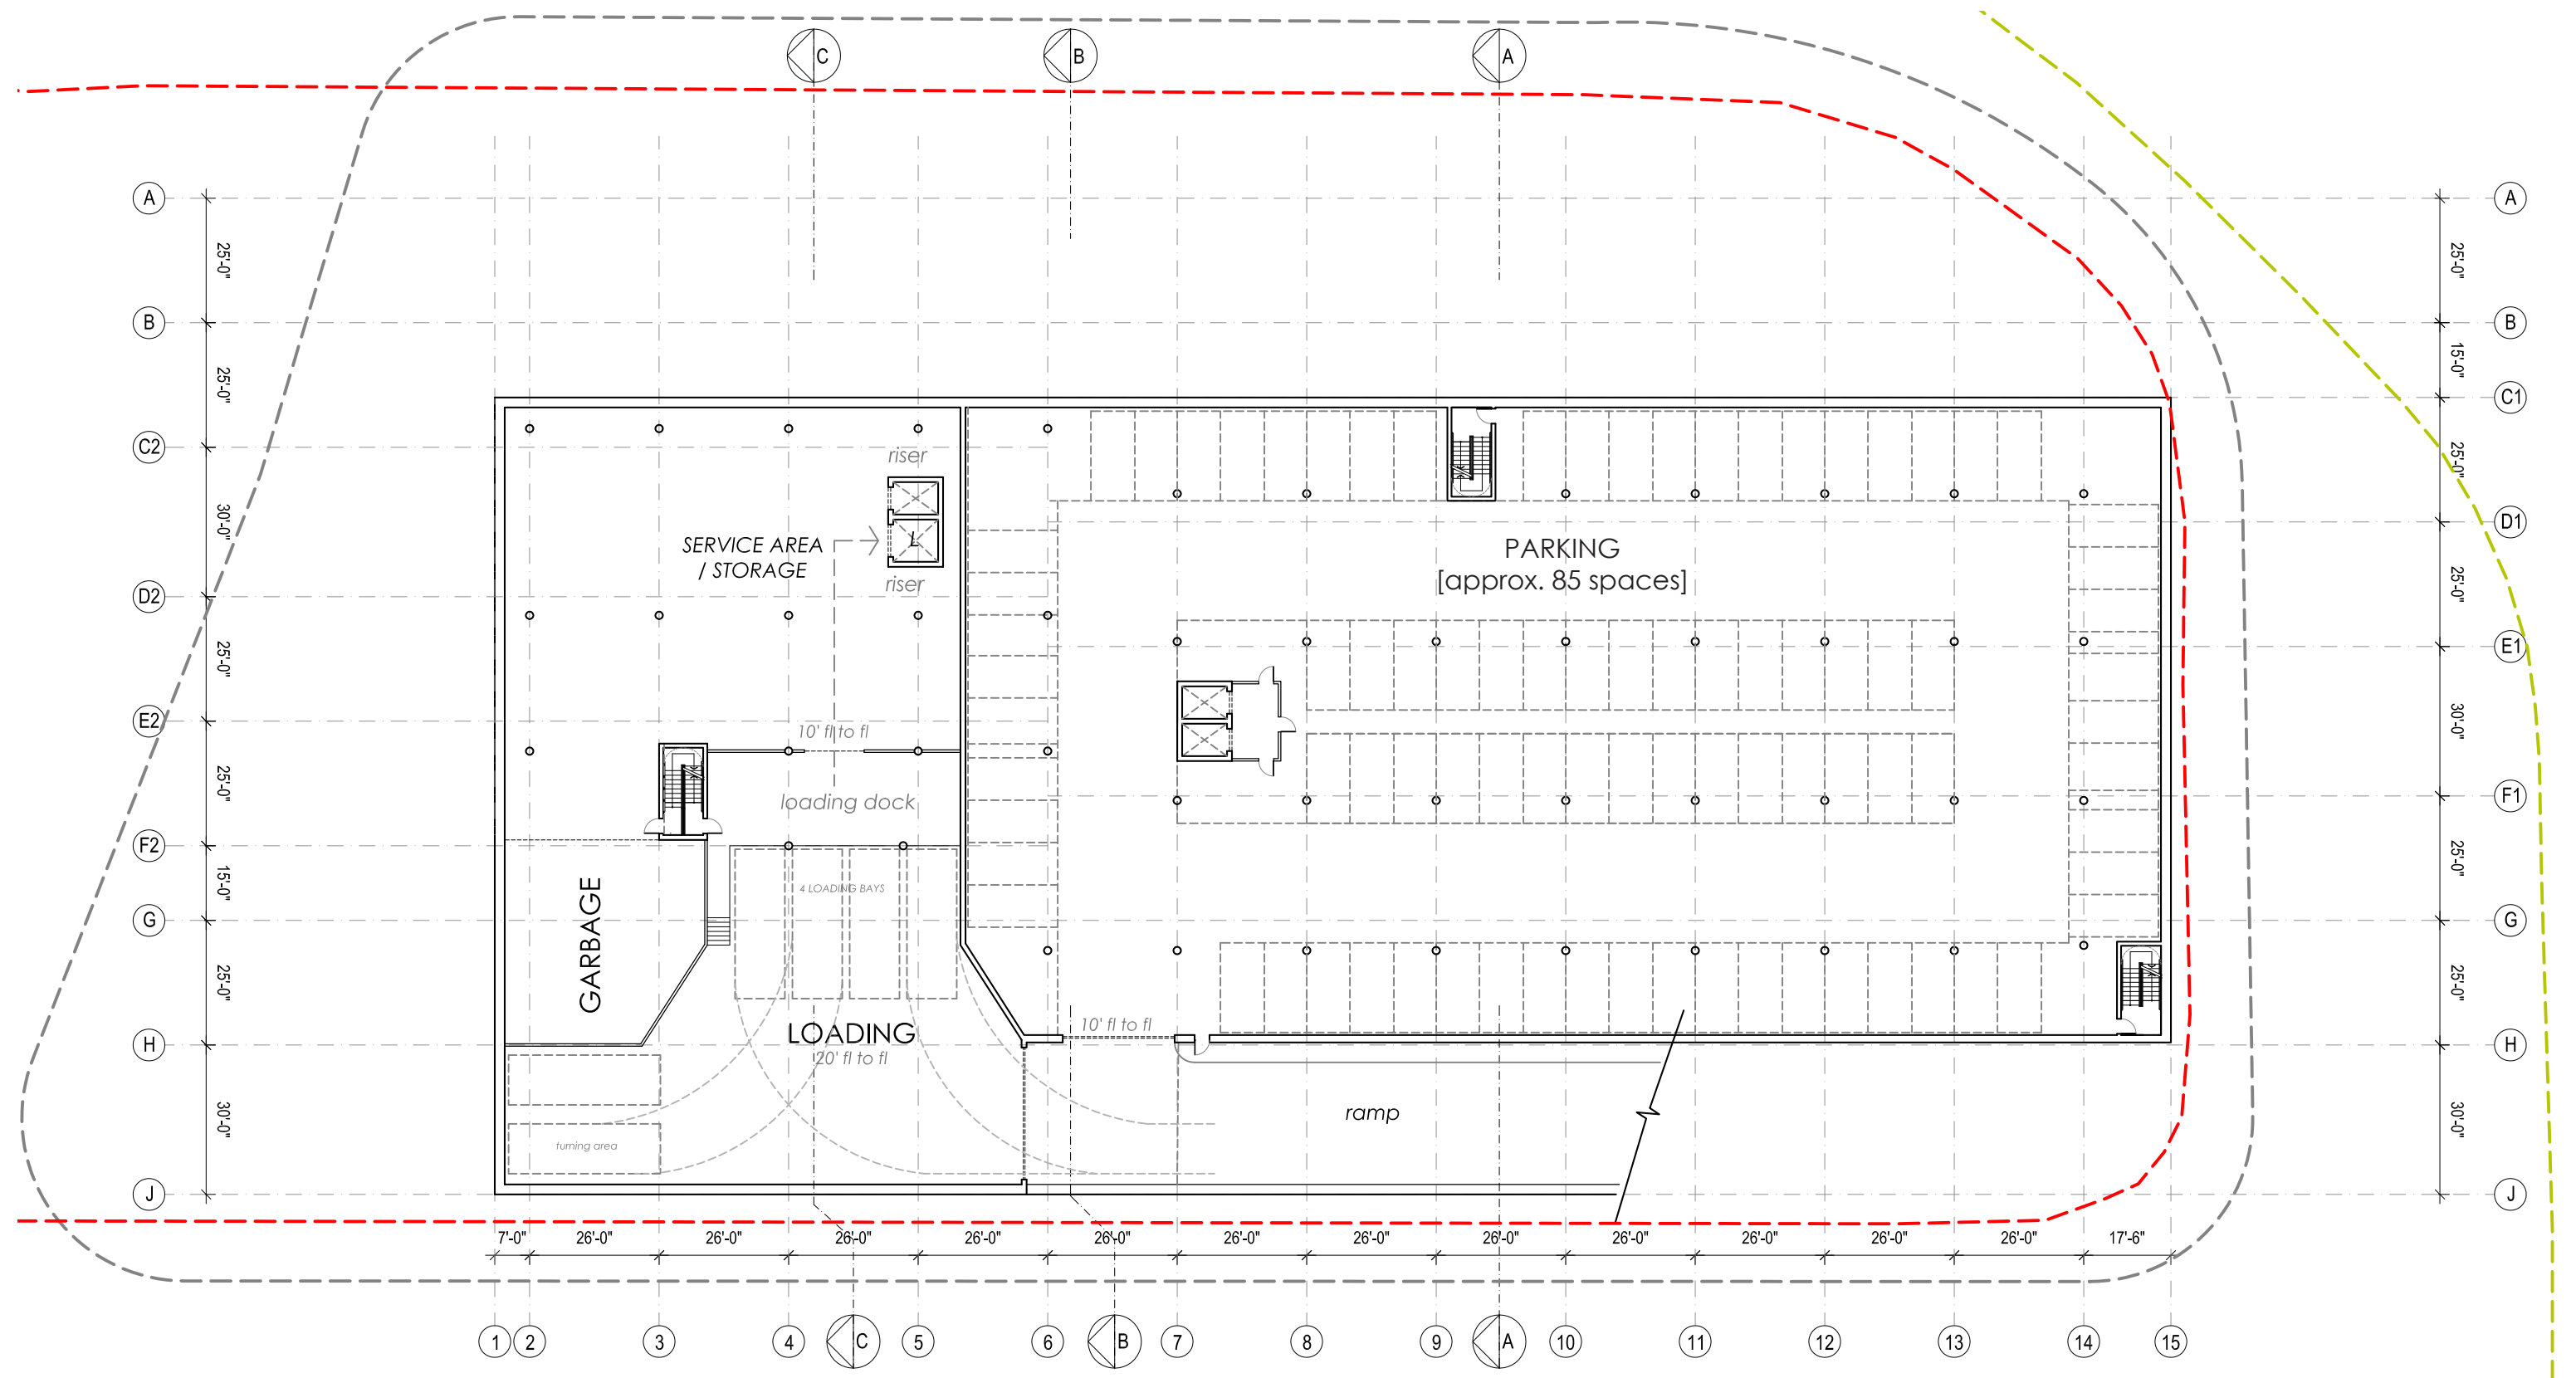 C
B
A
A
A
25'-0"
25'-0"
B
B
25'-0"
15'-0"
C1
C2
riser
25'-0"
30'-0"
D1
SERVICE AREA
/ STORAGE
L
PARKING
[approx. 85 spaces]
riser
25'-0"
D2
E1
25'-0"
E2
10' fl to fl
30'-0"
25'-0"
loading dock
F1
F2
4 LOADING BAYS
15'-0"
25'-0"
GARBAGE
G
G
25'-0"
25'-0"
LOADING
20' fl to fl
10' fl to fl
H
H
30'-0"
ramp
30'-0"
turning area
J
J
7'-0"
26'-0"
26'-0"
26'-0"
26'-0"
26'-0"
26'-0"
26'-0"
26'-0"
26'-0"
26'-0"
26'-0"
26'-0"
17'-6"
1
2
3
4
C
5
6
B
7
8
9
A
10
11
12
13
14
15